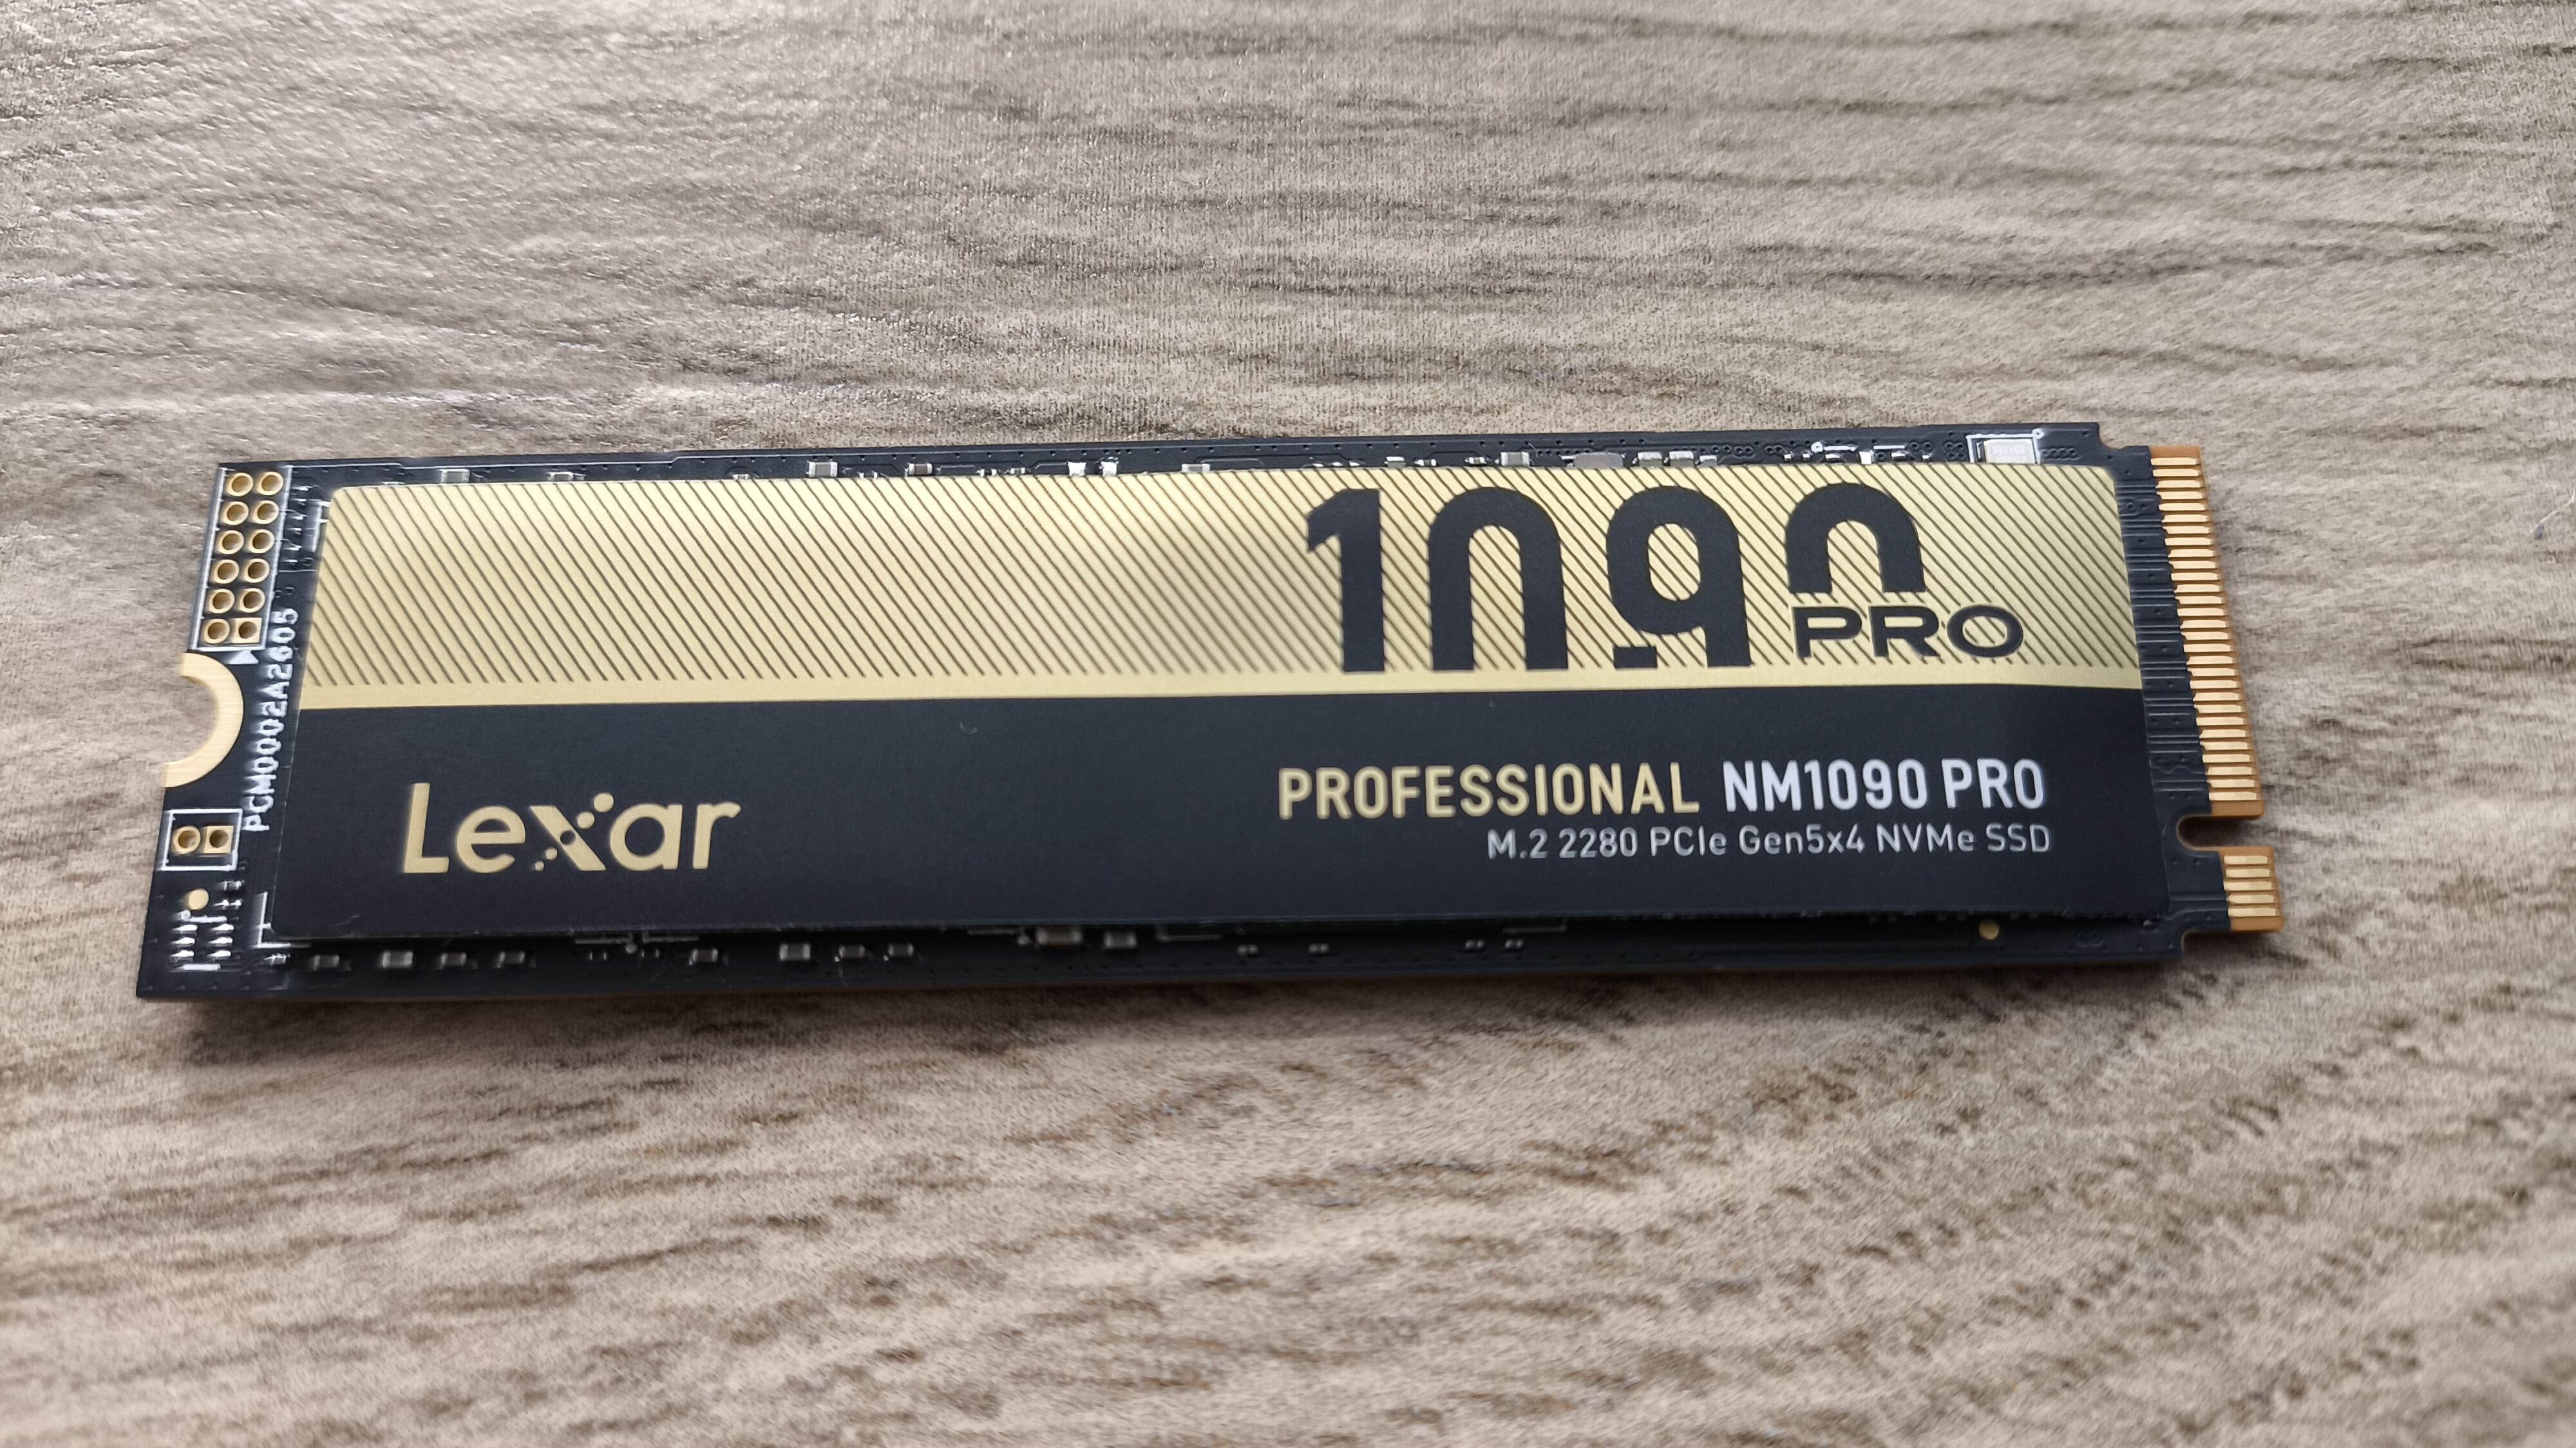 1090
PRO
Lexar
PROFESSIONAL NM1090 PRO
M.2 2280 PCIe Gen5x4 NVMe SSD
PCM0002A2605